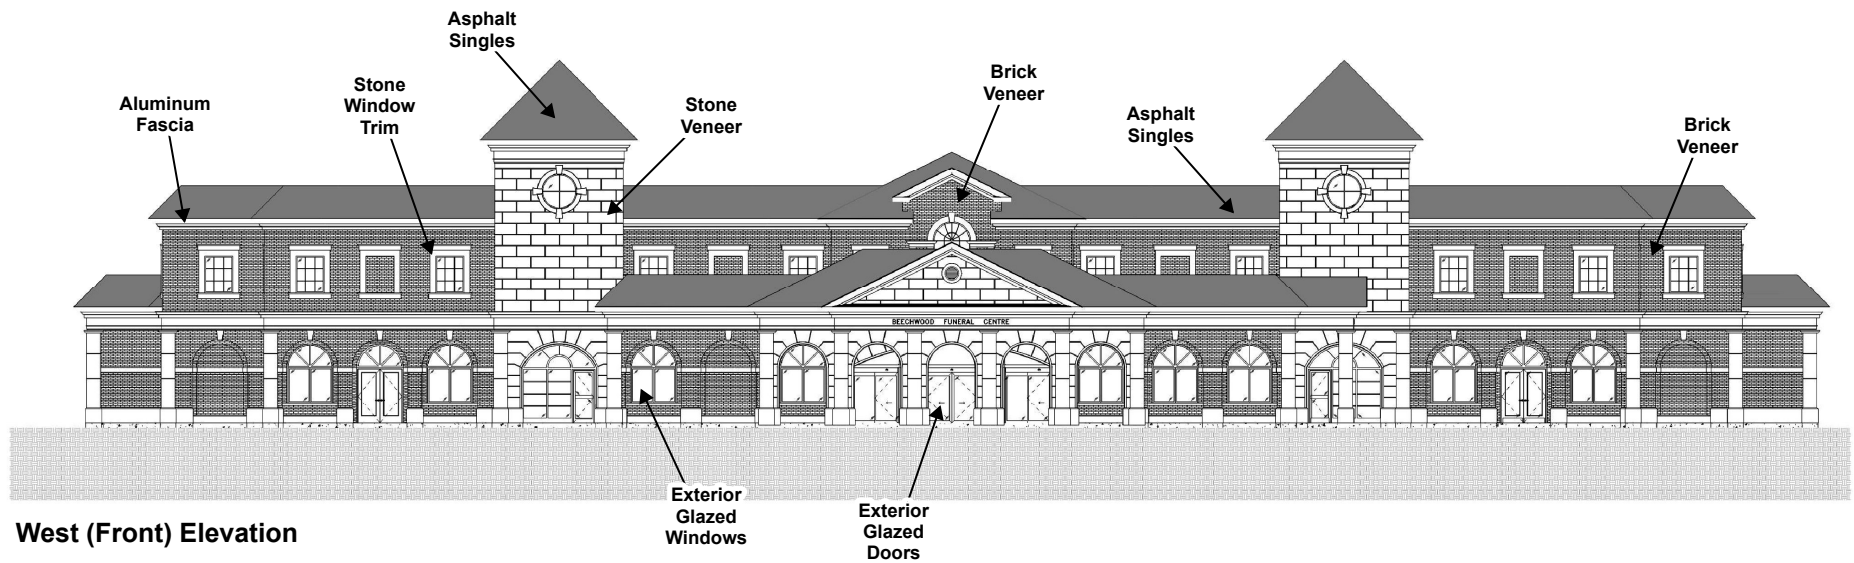 Asphalt
Singles
Aluminum
Fascia
Stone
Window
Trim
Stone
Veneer
Brick
Veneer
Asphalt
Singles
Brick
Veneer
BEECHWOOD FUNERAL CENTRE
Exterior
Glazed
Windows
Exterior
Glazed
Doors
West (Front) Elevation